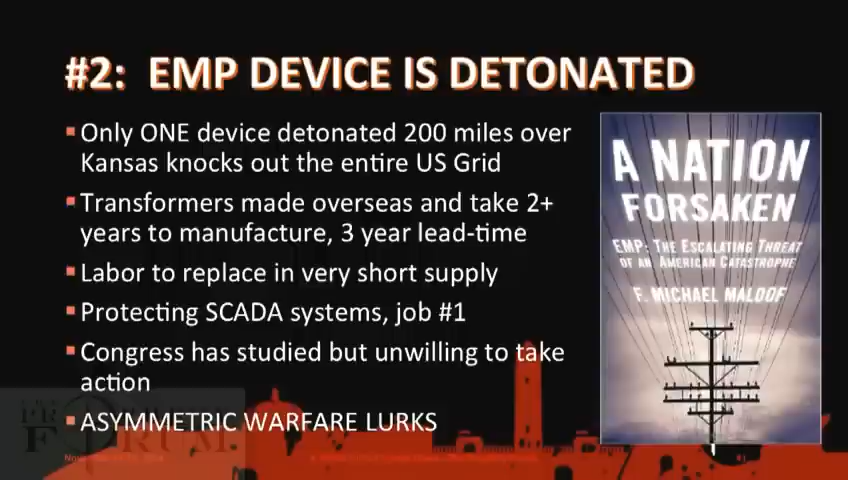 #2: EMP DEVICE IS DETONATED
Only ONE device detonated 200 miles over
Kansas knocks out the entire US Grid
Transformers made overseas and take 2+
years to manufacture, 3 year lead-time
Labor to replace in very short supply
Protecting SCADA systems, job #1
Congress has studied but unwilling to take
action
ASYMMETRIC WARFARE LURKS
A NATION
FORSAKEN
EMP: THE ESCALATING THREAT
OF AN AMERICAN CATASTROPHE
F. MICHAEL MALOOF